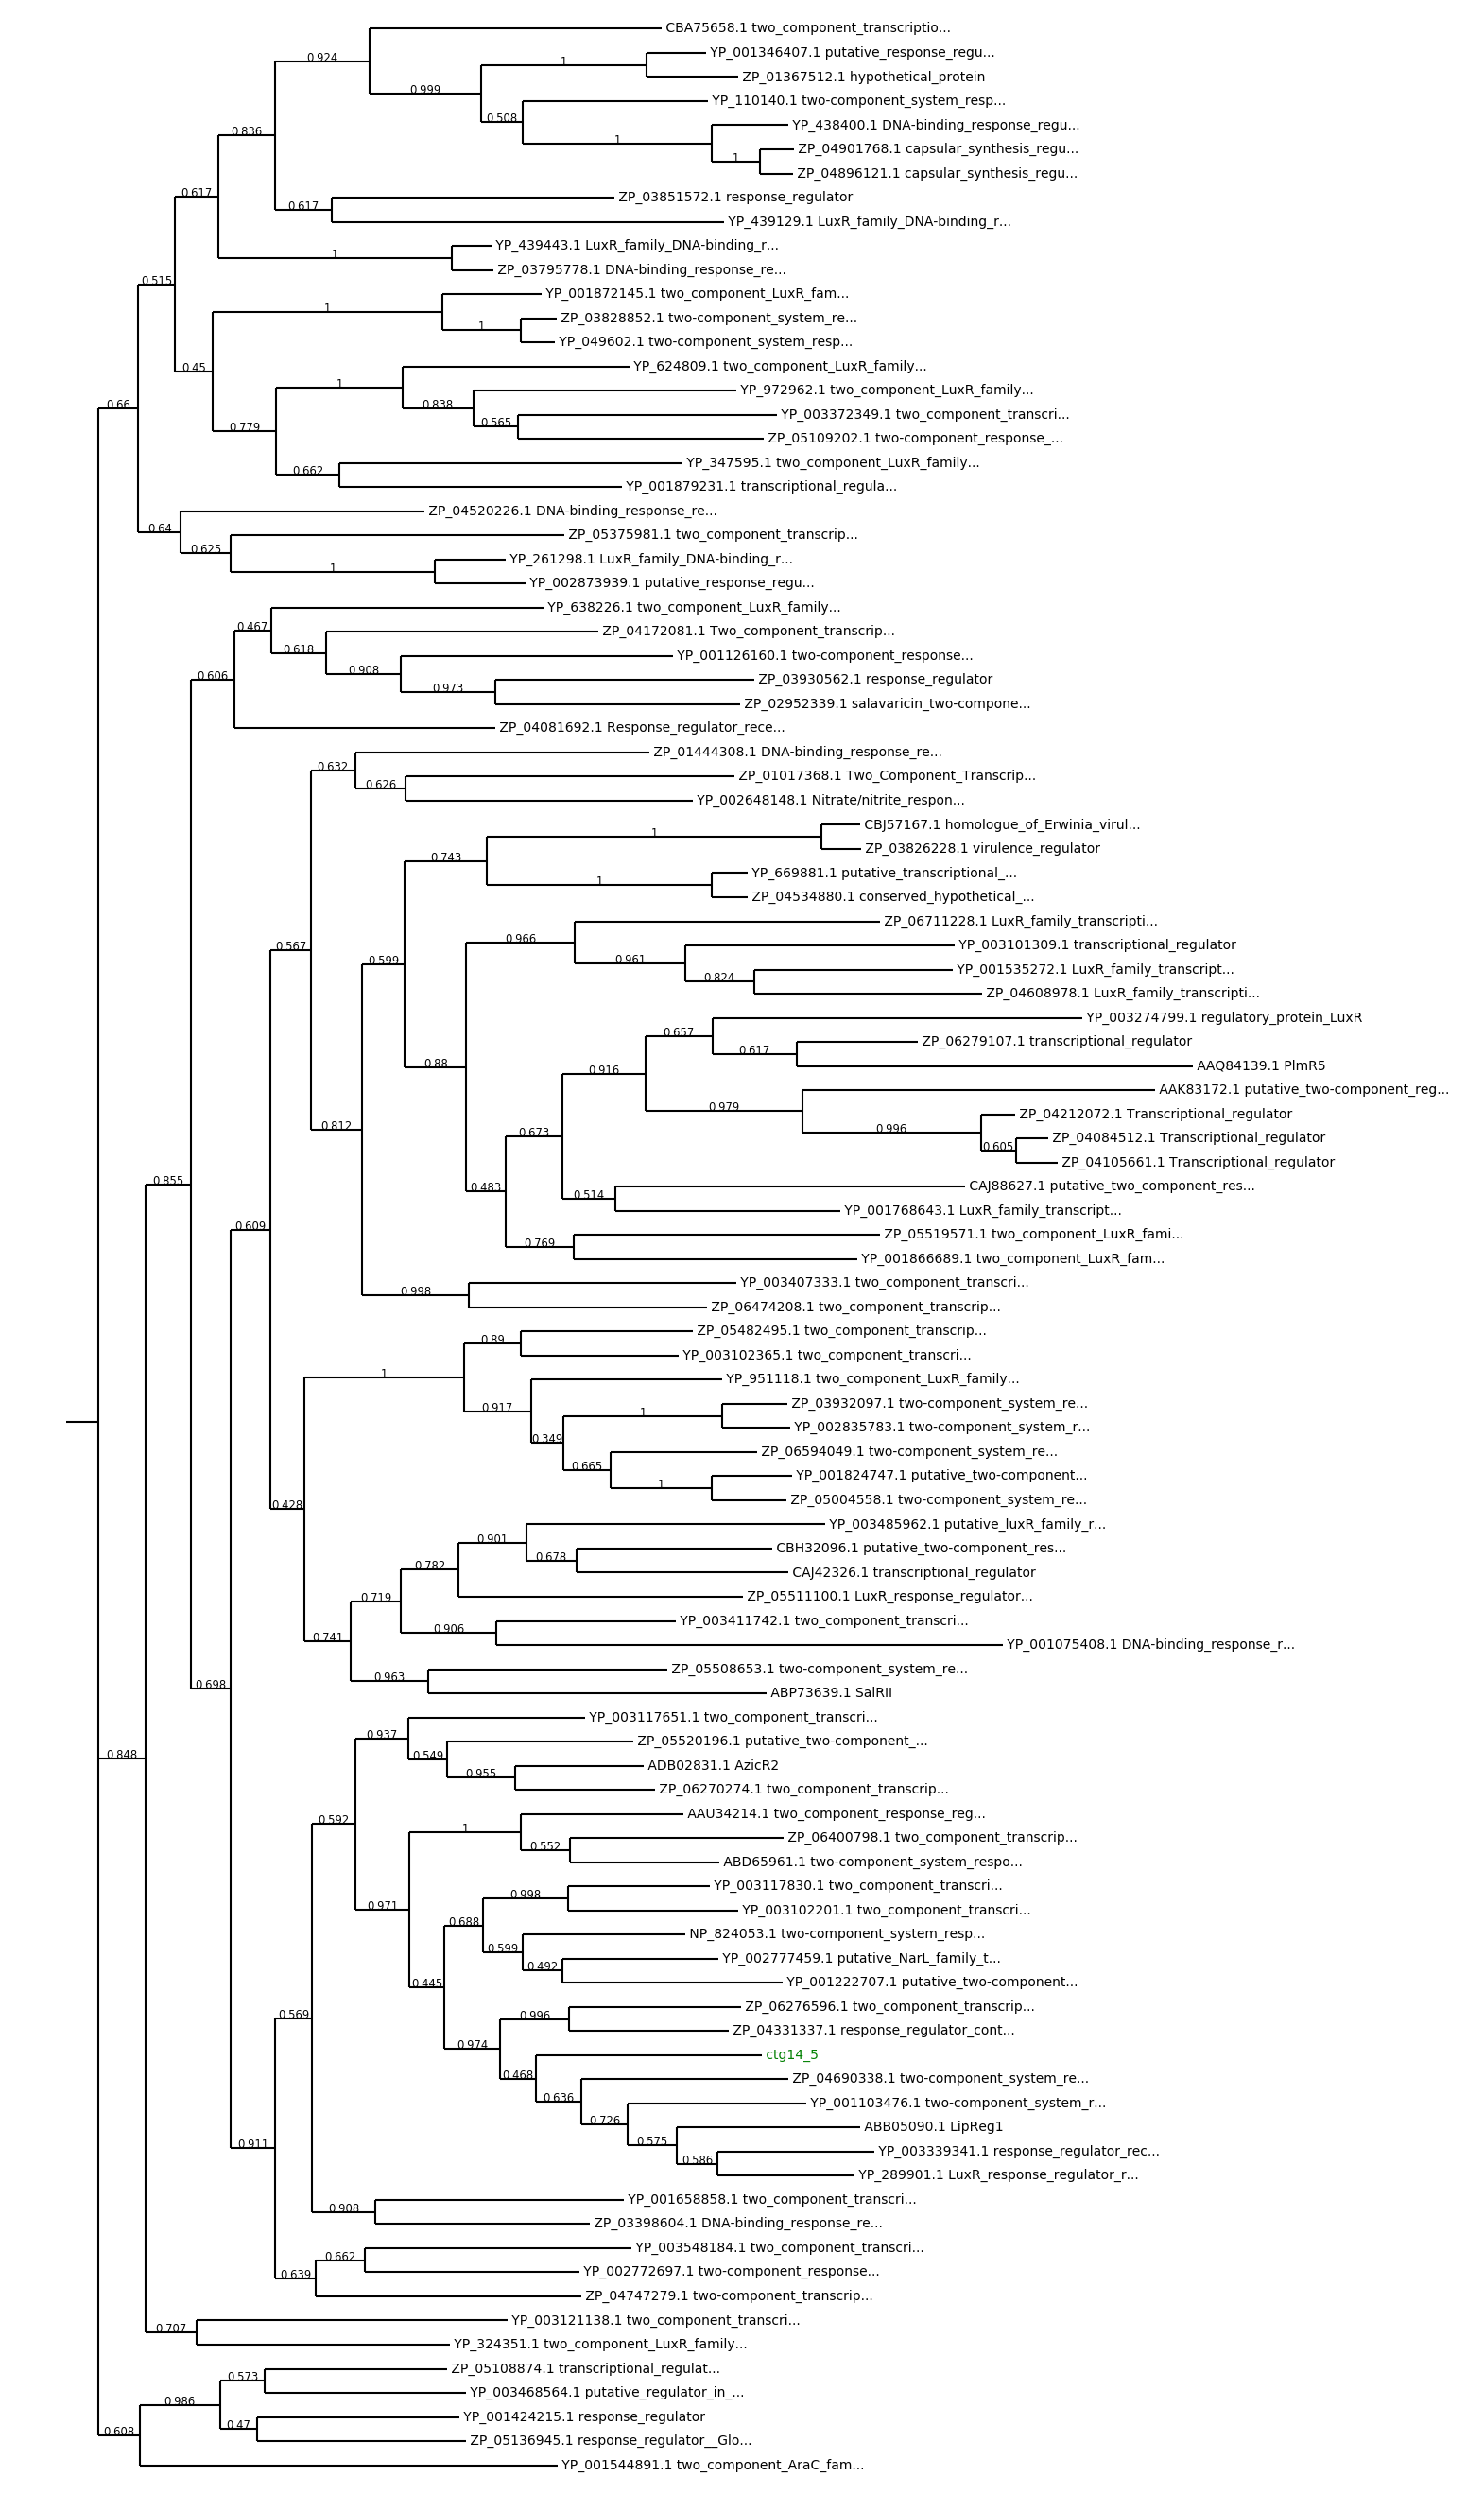 CBA75658.1 two_component_transcriptio...
0.924
YP_001346407.1 putative_response_regu...
1
ZP_01367512.1 hypothetical_protein
0.999
YP_110140.1 two-component_system_resp...
0.508
YP_438400.1 DNA-binding_response_regu...
0.836
1
ZP_04901768.1 capsular_synthesis_regu...
1
ZP_04896121.1 capsular_synthesis_regu...
0.617
ZP_03851572.1 response_regulator
0.617
YP_439129.1 LuxR_family_DNA-binding_r...
YP_439443.1 LuxR_family_DNA-binding_r...
1
ZP_03795778.1 DNA-binding_response_re...
0.515
YP_001872145.1 two_component_LuxR_fam...
1
ZP_03828852.1 two-component_system_re...
1
YP_049602.1 two-component_system_resp...
0.45
YP_624809.1 two_component_LuxR_family...
1
YP_972962.1 two_component_LuxR_family...
0.66
0.838
YP_003372349.1 two_component_transcri...
0.779
0.565
ZP_05109202.1 two-component_response_...
YP_347595.1 two_component_LuxR_family...
0.662
YP_001879231.1 transcriptional_regula...
ZP_04520226.1 DNA-binding_response_re...
0.64
ZP_05375981.1 two_component_transcrip...
0.625
YP_261298.1 LuxR_family_DNA-binding_r...
1
YP_002873939.1 putative_response_regu...
YP_638226.1 two_component_LuxR_family...
0.467
ZP_04172081.1 Two_component_transcrip...
0.618
YP_001126160.1 two-component_response...
0.908
0.606
ZP_03930562.1 response_regulator
0.973
ZP_02952339.1 salavaricin_two-compone...
ZP_04081692.1 Response_regulator_rece...
ZP_01444308.1 DNA-binding_response_re...
0.632
ZP_01017368.1 Two_Component_Transcrip...
0.626
YP_002648148.1 Nitrate/nitrite_respon...
CBJ57167.1 homologue_of_Erwinia_virul...
1
ZP_03826228.1 virulence_regulator
0.743
YP_669881.1 putative_transcriptional_...
1
ZP_04534880.1 conserved_hypothetical_...
ZP_06711228.1 LuxR_family_transcripti...
0.966
0.567
YP_003101309.1 transcriptional_regulator
0.599
0.961
YP_001535272.1 LuxR_family_transcript...
0.824
ZP_04608978.1 LuxR_family_transcripti...
YP_003274799.1 regulatory_protein_LuxR
0.657
ZP_06279107.1 transcriptional_regulator
0.617
0.88
AAQ84139.1 PlmR5
0.916
AAK83172.1 putative_two-component_reg...
0.979
ZP_04212072.1 Transcriptional_regulator
0.812
0.996
0.673
ZP_04084512.1 Transcriptional_regulator
0.605
ZP_04105661.1 Transcriptional_regulator
0.855
0.483
CAJ88627.1 putative_two_component_res...
0.514
YP_001768643.1 LuxR_family_transcript...
0.609
ZP_05519571.1 two_component_LuxR_fami...
0.769
YP_001866689.1 two_component_LuxR_fam...
YP_003407333.1 two_component_transcri...
0.998
ZP_06474208.1 two_component_transcrip...
ZP_05482495.1 two_component_transcrip...
0.89
YP_003102365.1 two_component_transcri...
1
YP_951118.1 two_component_LuxR_family...
0.917
ZP_03932097.1 two-component_system_re...
1
YP_002835783.1 two-component_system_r...
0.349
ZP_06594049.1 two-component_system_re...
0.665
YP_001824747.1 putative_two-component...
1
ZP_05004558.1 two-component_system_re...
0.428
YP_003485962.1 putative_luxR_family_r...
0.901
CBH32096.1 putative_two-component_res...
0.678
0.782
CAJ42326.1 transcriptional_regulator
ZP_05511100.1 LuxR_response_regulator...
0.719
YP_003411742.1 two_component_transcri...
0.906
0.741
YP_001075408.1 DNA-binding_response_r...
ZP_05508653.1 two-component_system_re...
0.963
0.698
ABP73639.1 SalRII
YP_003117651.1 two_component_transcri...
0.937
ZP_05520196.1 putative_two-component_...
0.848
0.549
ADB02831.1 AzicR2
0.955
ZP_06270274.1 two_component_transcrip...
AAU34214.1 two_component_response_reg...
0.592
1
ZP_06400798.1 two_component_transcrip...
0.552
ABD65961.1 two-component_system_respo...
YP_003117830.1 two_component_transcri...
0.998
0.971
YP_003102201.1 two_component_transcri...
0.688
NP_824053.1 two-component_system_resp...
0.599
YP_002777459.1 putative_NarL_family_t...
0.492
0.445
YP_001222707.1 putative_two-component...
ZP_06276596.1 two_component_transcrip...
0.996
0.569
ZP_04331337.1 response_regulator_cont...
0.974
ctg14_5
0.468
ZP_04690338.1 two-component_system_re...
0.636
YP_001103476.1 two-component_system_r...
0.726
ABB05090.1 LipReg1
0.911
0.575
YP_003339341.1 response_regulator_rec...
0.586
YP_289901.1 LuxR_response_regulator_r...
YP_001658858.1 two_component_transcri...
0.908
ZP_03398604.1 DNA-binding_response_re...
YP_003548184.1 two_component_transcri...
0.662
YP_002772697.1 two-component_response...
0.639
ZP_04747279.1 two-component_transcrip...
YP_003121138.1 two_component_transcri...
0.707
YP_324351.1 two_component_LuxR_family...
ZP_05108874.1 transcriptional_regulat...
0.573
YP_003468564.1 putative_regulator_in_...
0.986
YP_001424215.1 response_regulator
0.47
0.608
ZP_05136945.1 response_regulator__Glo...
YP_001544891.1 two_component_AraC_fam...